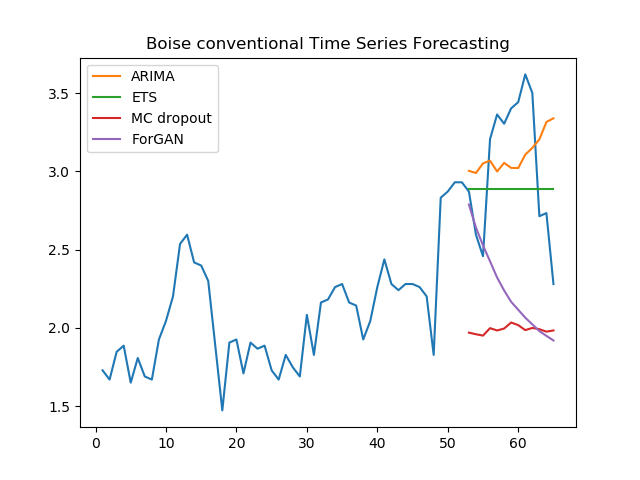 Boise conventional Time Series Forecasting
ARIMA
ETS
MC dropout
ForGAN
3.5
3.0
2.5
2.0
1.5
0 10 20 30 40 50 60